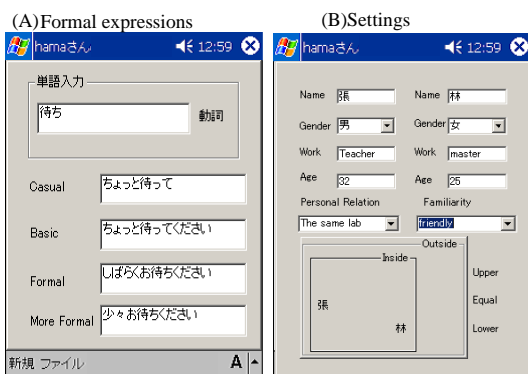 (A)Formal expressions
hamaさん 12:59
単語入力
待ち 動詞
Casual ちょっと待って
Basic ちょっと待ってください
Formal しばらくお待ちください
More Formal 少々お待ちください
新規 ファイル A
(B)Settings
hamaさん 12:59
Name 張 Name 林
Gender 男 Gender 女
Work Teacher Work master
Age 32 Age 25
Personal Relation Familiarity
The same lab friendly
Outside
Inside
Upper
張 Equal
林 Lower